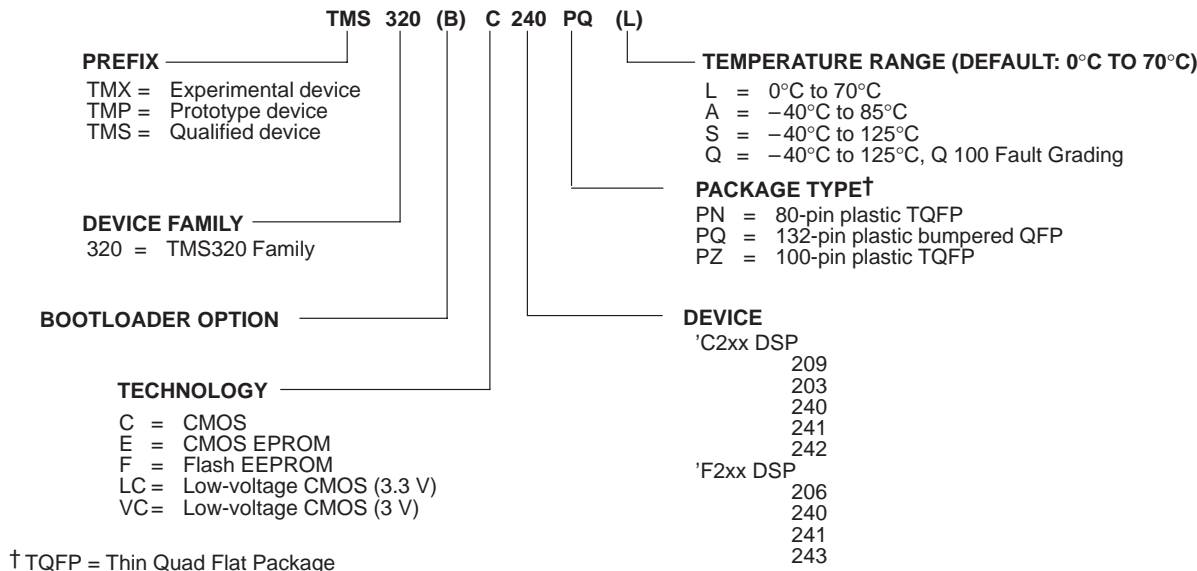 TMS 320 (B) C 240 PQ (L)
PREFIX
TMX = Experimental device
TMP = Prototype device
TMS = Qualified device
DEVICE FAMILY
320 = TMS320 Family
BOOTLOADER OPTION
TECHNOLOGY
C = CMOS
E = CMOS EPROM
F = Flash EEPROM
LC = Low-voltage CMOS (3.3 V)
VC = Low-voltage CMOS (3 V)
TEMPERATURE RANGE (DEFAULT: 0°C TO 70°C)
L = 0°C to 70°C
A = –40°C to 85°C
S = –40°C to 125°C
Q = –40°C to 125°C, Q 100 Fault Grading
PACKAGE TYPE†
PN = 80-pin plastic TQFP
PQ = 132-pin plastic bumpered QFP
PZ = 100-pin plastic TQFP
DEVICE
’C2xx DSP
209
203
240
241
242
’F2xx DSP
206
240
241
243
† TQFP = Thin Quad Flat Package